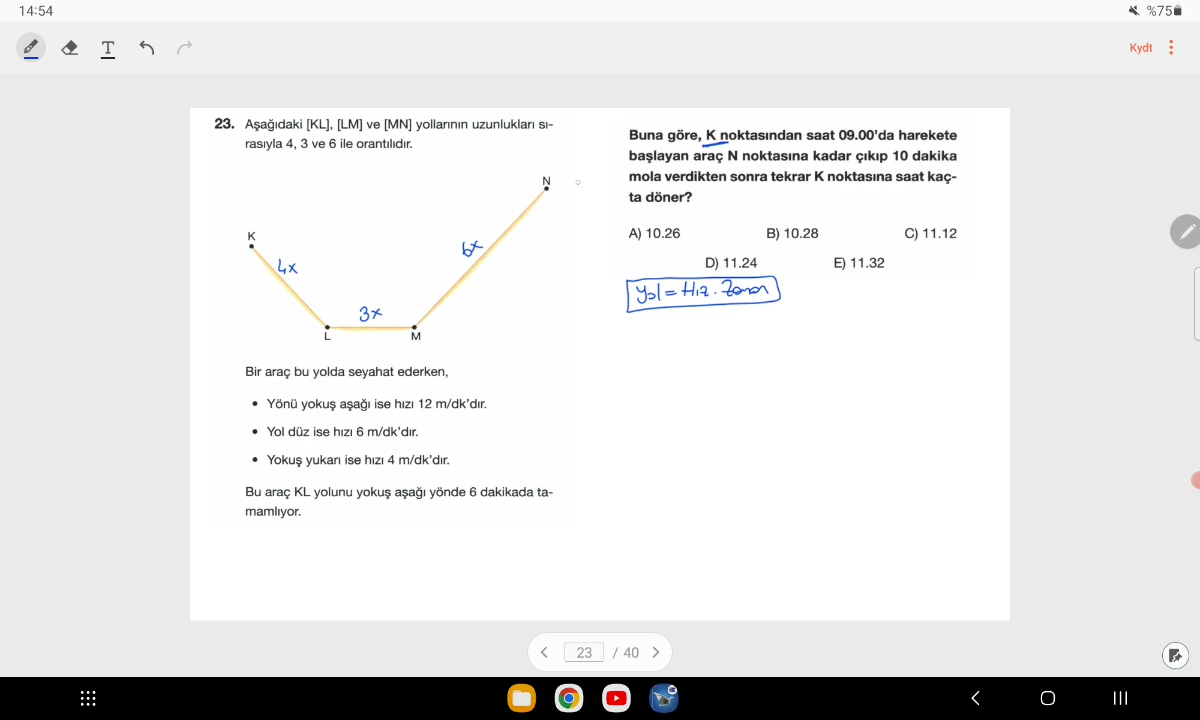 14:54
%75
T
Kydt
23. Aşağıdaki [KL], [LM] ve [MN] yollarının uzunlukları sı-
rasıyla 4, 3 ve 6 ile orantılıdır.
N
K
4x
6x
3x
L
M
Bir araç bu yolda seyahat ederken,
• Yönü yokuş aşağı ise hızı 12 m/dk'dır.
• Yol düz ise hızı 6 m/dk'dır.
• Yokuş yukarı ise hızı 4 m/dk'dır.
Bu araç KL yolunu yokuş aşağı yönde 6 dakikada ta-
mamlıyor.
Buna göre, K noktasından saat 09.00'da harekete
başlayan araç N noktasına kadar çıkıp 10 dakika
mola verdikten sonra tekrar K noktasına saat kaç-
ta döner?
A) 10.26 B) 10.28 C) 11.12
D) 11.24 E) 11.32
Yol = Hız . Zaman
23 / 40